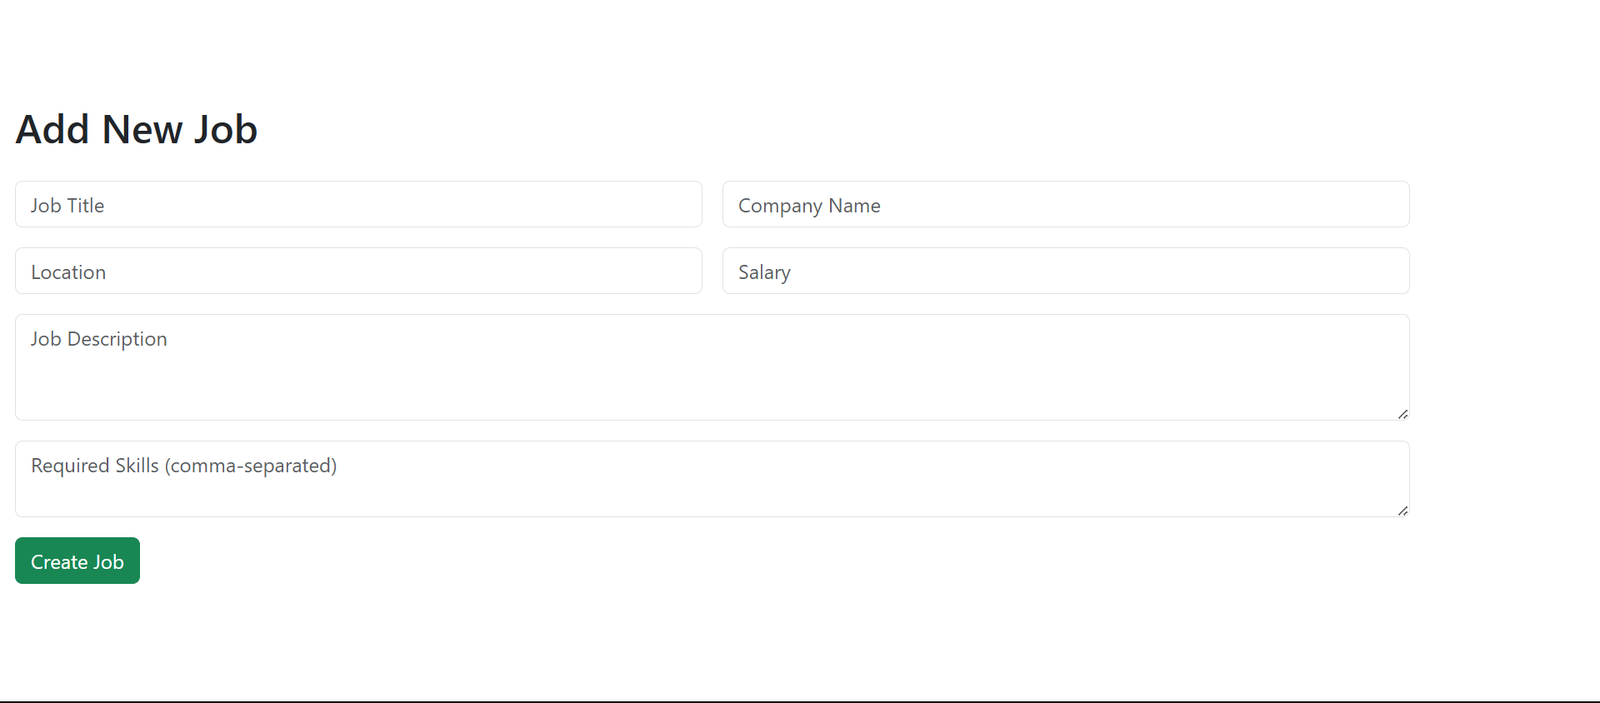 Add New Job
Job Title
Company Name
Location
Salary
Job Description
Required Skills (comma-separated)
Create Job